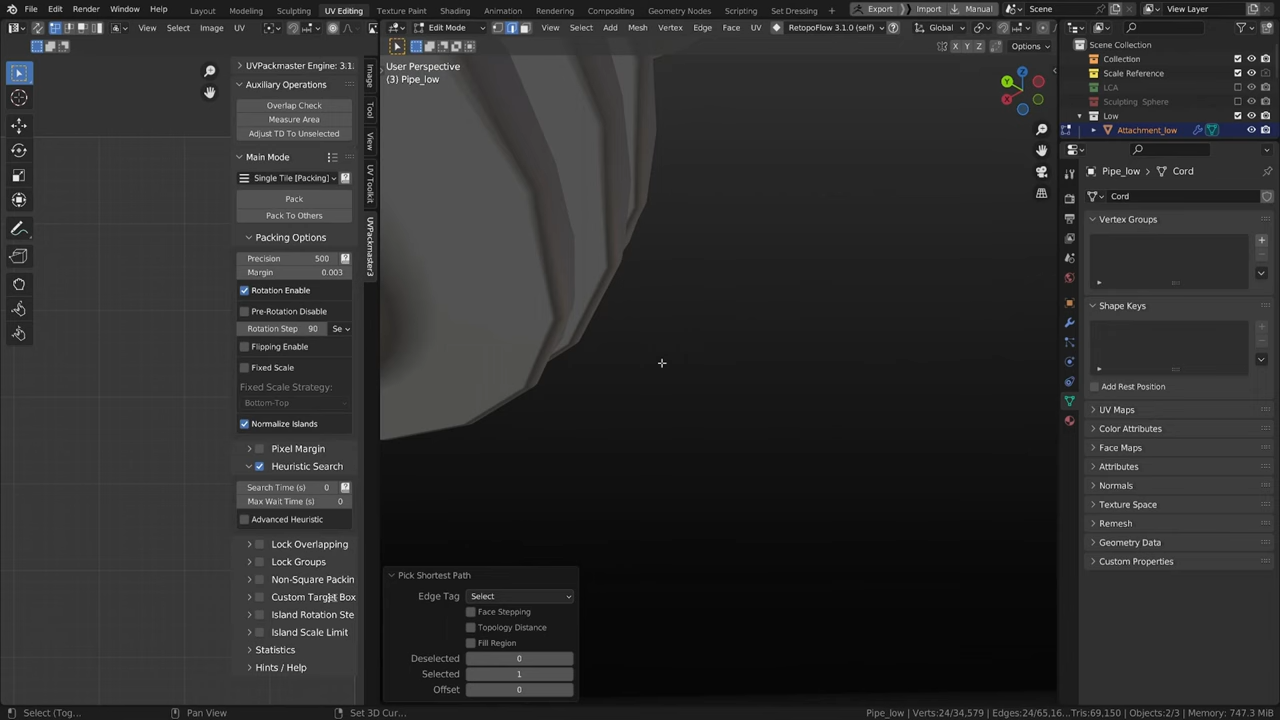 File Edit Render Window Help
Layout Modeling Sculpting UV Editing Texture Paint Shading Animation Rendering Compositing Geometry Nodes Scripting
Export Import Manual
Scene
View Layer
View Select Image UV
Edit Mode
View Select Add Mesh Vertex Edge Face UV
RetopoFlow 3.1.0 (self)
Global
X Y Z Options
User Perspective
(3) Pipe_low
UVPackmaster Engine: 3.1.
Auxiliary Operations
Overlap Check
Measure Area
Adjust TD To Unselected
Main Mode
Single Tile [Packing]
Pack
Pack To Others
Packing Options
Precision 500
Margin 0.003
Rotation Enable
Pre-Rotation Disable
Rotation Step 90 Se
Flipping Enable
Fixed Scale
Fixed Scale Strategy:
Bottom-Top
Normalize Islands
Pixel Margin
Heuristic Search
Search Time (s) 0
Max Wait Time (s) 0
Advanced Heuristic
Lock Overlapping
Lock Groups
Non-Square Packin
Custom Target Box
Island Rotation Ste
Island Scale Limit
Statistics
Hints / Help
Image
Tool
View
UV Toolkit
UVPackmaster3
Pick Shortest Path
Edge Tag Select
Face Stepping
Topology Distance
Fill Region
Deselected 0
Selected 1
Offset 0
Scene Collection
Collection
Scale Reference
LCA
Sculpting Sphere
Low
Attachment_low
Pipe_low Cord
Cord
Vertex Groups
Shape Keys
Add Rest Position
UV Maps
Color Attributes
Face Maps
Attributes
Normals
Texture Space
Remesh
Geometry Data
Custom Properties
Select (Tog... Pan View Set 3D Cur...
Pipe_low | Verts:24/34,579 | Edges:24/65,16... Tris:69,150 | Objects:2/3 | Memory: 747.3 MiB